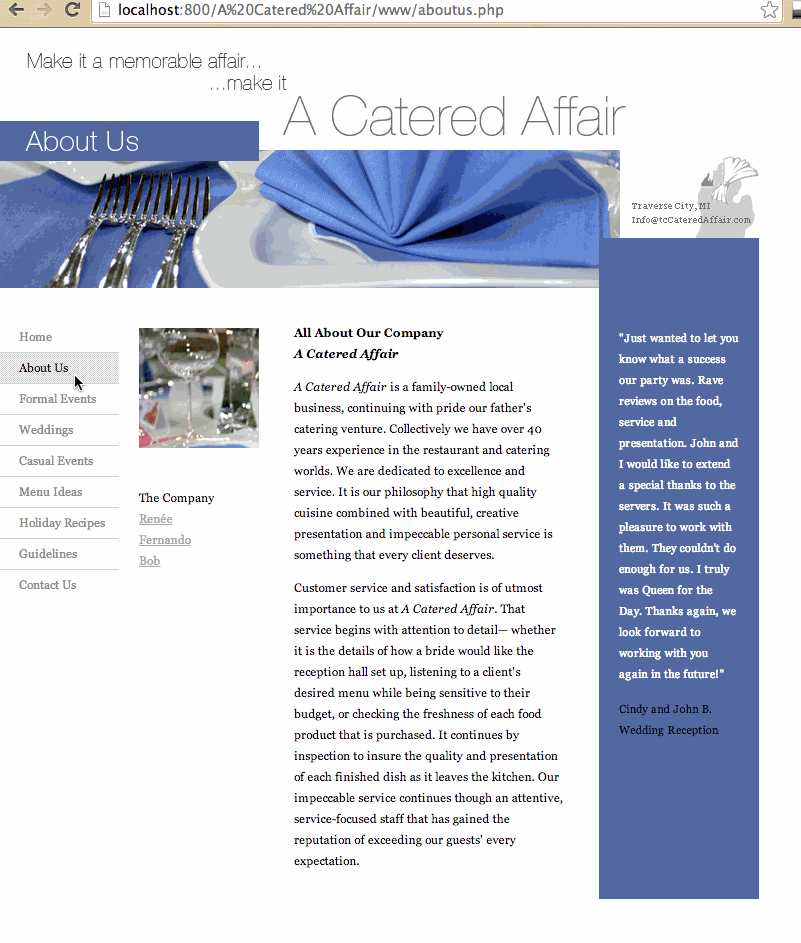 localhost:800/A%20Catered%20Affair/www/aboutus.php
Make it a memorable affair...
...make it
A Catered Affair
About Us
Traverse City, MI
Info@tcCateredAffair.com
Home
About Us
Formal Events
Weddings
Casual Events
Menu Ideas
Holiday Recipes
Guidelines
Contact Us
The Company
Renée
Fernando
Bob
All About Our Company
A Catered Affair
A Catered Affair is a family-owned local
business, continuing with pride our father's
catering venture. Collectively we have over 40
years experience in the restaurant and catering
worlds. We are dedicated to excellence and
service. It is our philosophy that high quality
cuisine combined with beautiful, creative
presentation and impeccable personal service is
something that every client deserves.
Customer service and satisfaction is of utmost
importance to us at A Catered Affair. That
service begins with attention to detail— whether
it is the details of how a bride would like the
reception hall set up, listening to a client's
desired menu while being sensitive to their
budget, or checking the freshness of each food
product that is purchased. It continues by
inspection to insure the quality and presentation
of each finished dish as it leaves the kitchen. Our
impeccable service continues though an attentive,
service-focused staff that has gained the
reputation of exceeding our guests' every
expectation.
"Just wanted to let you
know what a success
our party was. Rave
reviews on the food,
service and
presentation. John and
I would like to extend
a special thanks to the
servers. It was such a
pleasure to work with
them. They couldn't do
enough for us. I truly
was Queen for the
Day. Thanks again, we
look forward to
working with you
again in the future!"
Cindy and John B.
Wedding Reception